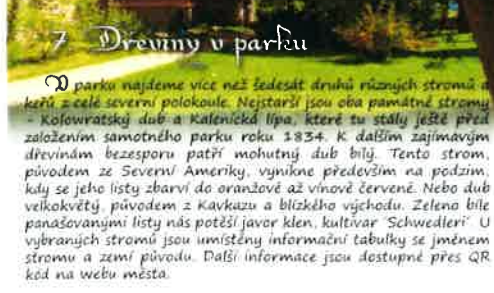 7 Dřeviny v parku
V parku najdeme více než šedesát druhů různých stromů a
keřů z celé severní polokoule. Nejstarší jsou oba památné stromy
- Kolowratský dub a Kalenická lípa, které tu stály ještě před
založením samotného parku roku 1834. K dalším zajímavým
dřevinám bezesporu patří mohutný dub bílý. Tento strom,
původem ze Severní Ameriky, vynikne především na podzim,
kdy se jeho listy zbarví do oranžově až vínově červené. Nebo dub
velkokvětý, původem z Kavkazu a blízkého východu. Zeleno bíle
panašovanými listy nás potěší javor klen, kultivar 'Schwedleri'. U
vybraných stromů jsou umístěny informační tabulky se jménem
stromu a zemí původu. Další informace jsou dostupné přes QR
kód na webu města.